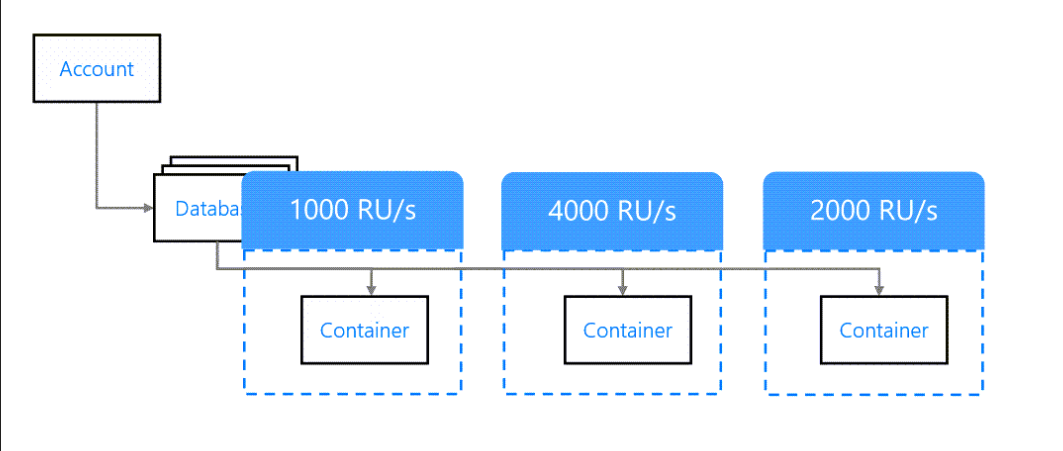 Account
Databas
1000 RU/s
4000 RU/s
2000 RU/s
Container
Container
Container